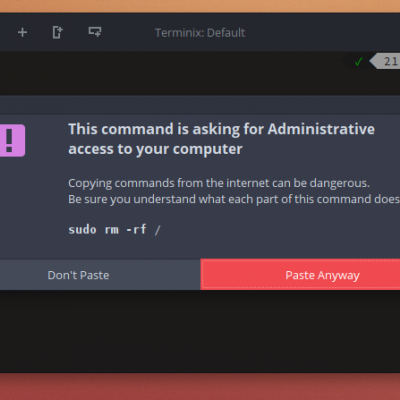 Terminix: Default
✓ 21
This command is asking for Administrative
access to your computer
Copying commands from the internet can be dangerous.
Be sure you understand what each part of this command does
sudo rm -rf /
Don't Paste
Paste Anyway